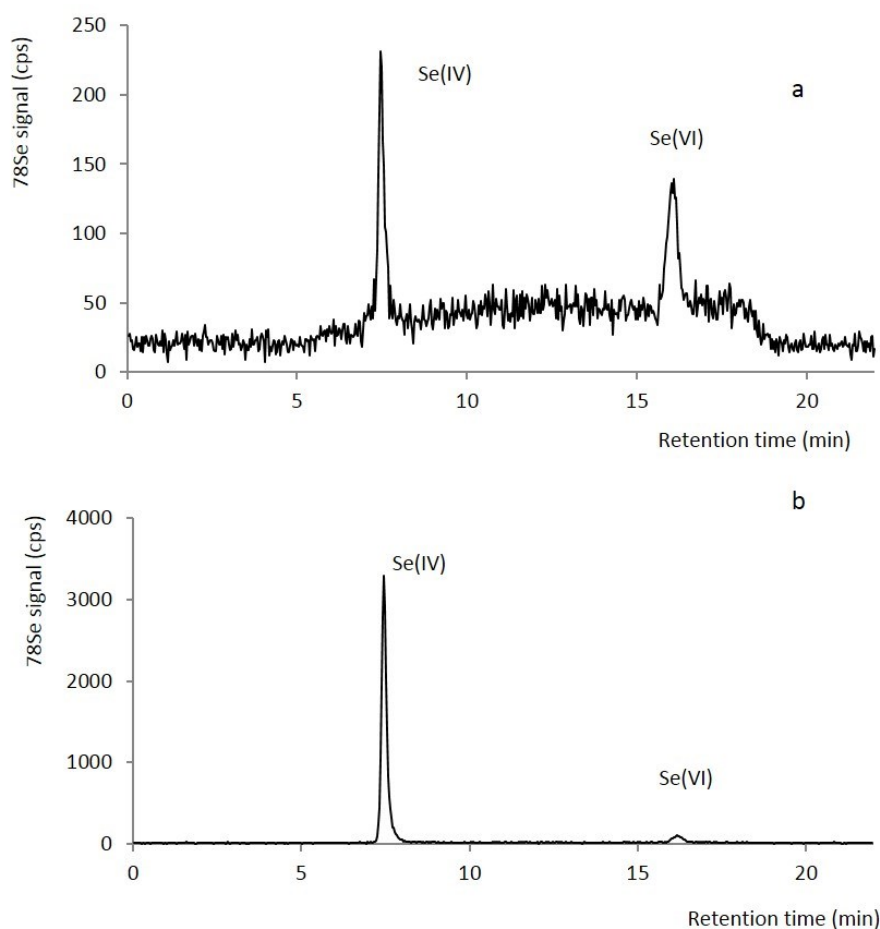 250
200
150
100
50
0
78Se signal (cps)
Se(IV)
Se(VI)
a
0 5 10 15 20
Retention time (min)
b
4000
3000
2000
1000
0
78Se signal (cps)
Se(IV)
Se(VI)
0 5 10 15 20
Retention time (min)